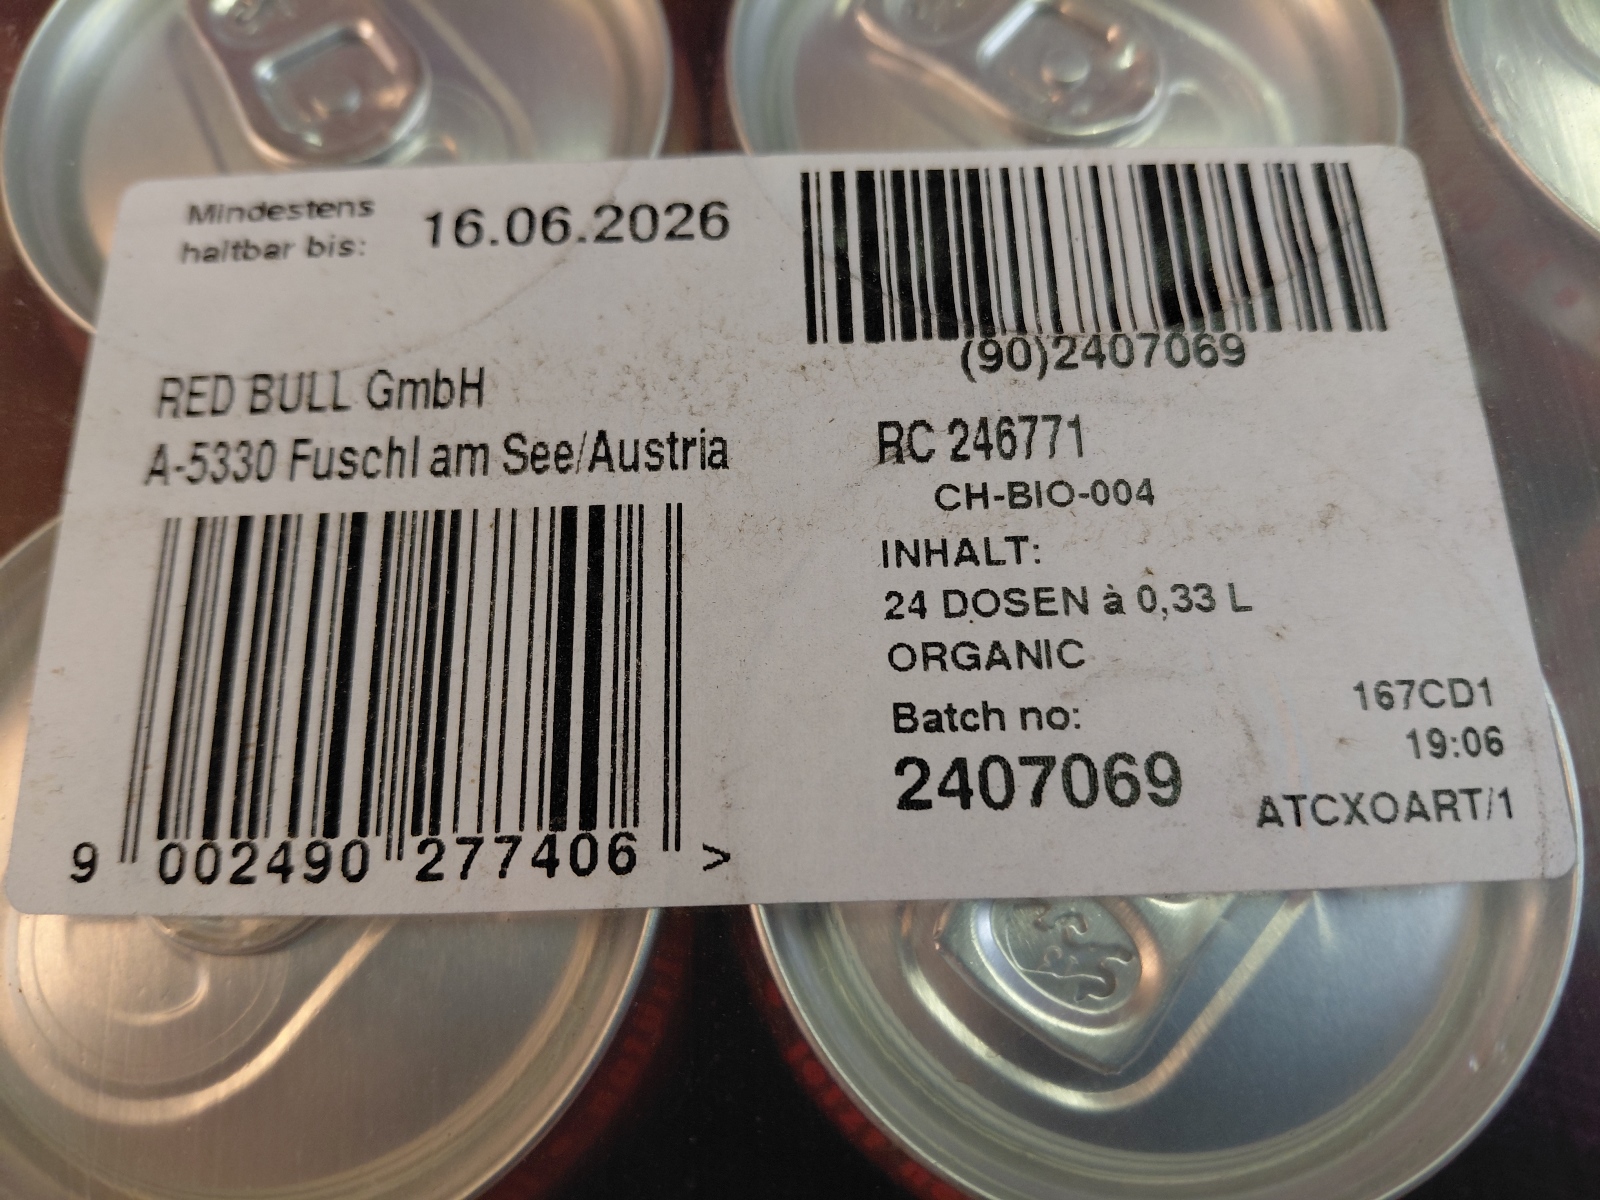 Mindestens
haltbar bis:
16.06.2026
(90)2407069
RED BULL GmbH
A-5330 Fuschl am See/Austria
9 002490 277406 >
RC 246771
CH-BIO-004
INHALT:
24 DOSEN à 0,33 L
ORGANIC
Batch no:
2407069
167CD1
19:06
ATCXOART/1